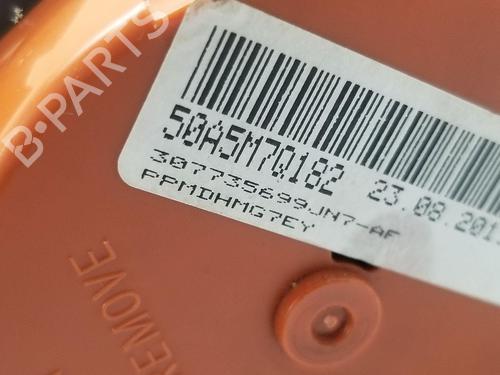 B-PARTS
50A5M7Q182 23.08.201
307735699JN7-AF
PPMDHMG7EY
REMOVE